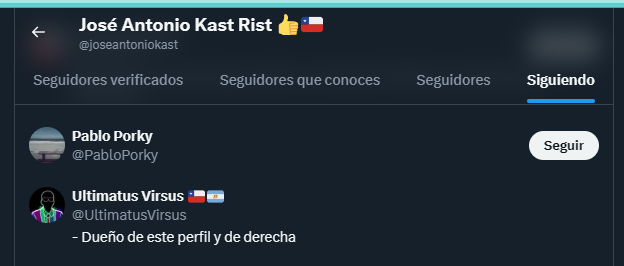 José Antonio Kast Rist 👍🇨🇱
@joseantoniokast
Seguidores verificados Seguidores que conoces Seguidores Siguiendo
Pablo Porky
@PabloPorky
Seguir
Ultimatus Virsus 🇨🇱🇦🇷
@UltimatusVirsus
- Dueño de este perfil y de derecha